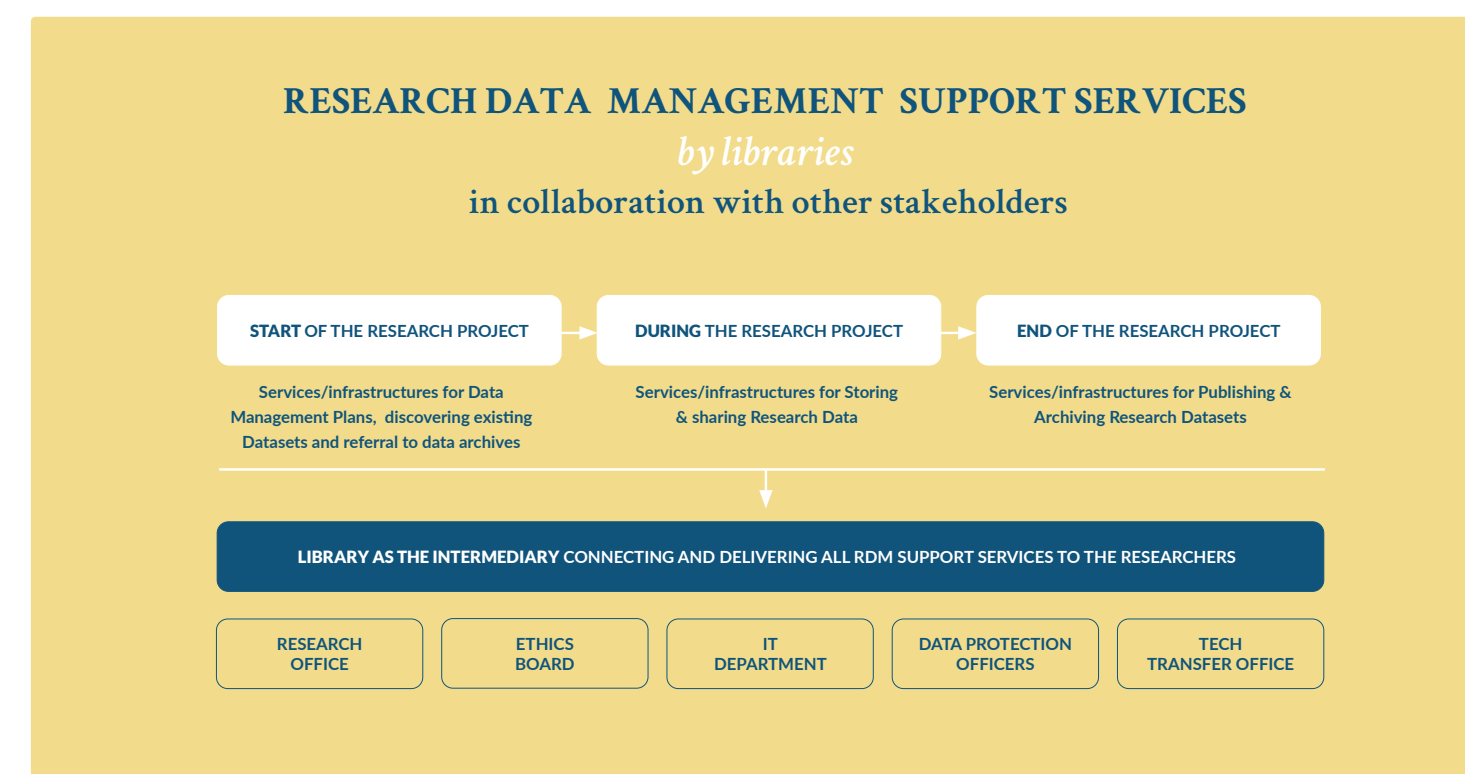 RESEARCH DATA MANAGEMENT SUPPORT SERVICES
by libraries
in collaboration with other stakeholders
START OF THE RESEARCH PROJECT
DURING THE RESEARCH PROJECT
END OF THE RESEARCH PROJECT
Services/infrastructures for Data
Management Plans, discovering existing
Datasets and referral to data archives
Services/infrastructures for Storing
& sharing Research Data
Services/infrastructures for Publishing &
Archiving Research Datasets
LIBRARY AS THE INTERMEDIARY CONNECTING AND DELIVERING ALL RDM SUPPORT SERVICES TO THE RESEARCHERS
RESEARCH
OFFICE
ETHICS
BOARD
IT
DEPARTMENT
DATA PROTECTION
OFFICERS
TECH
TRANSFER OFFICE